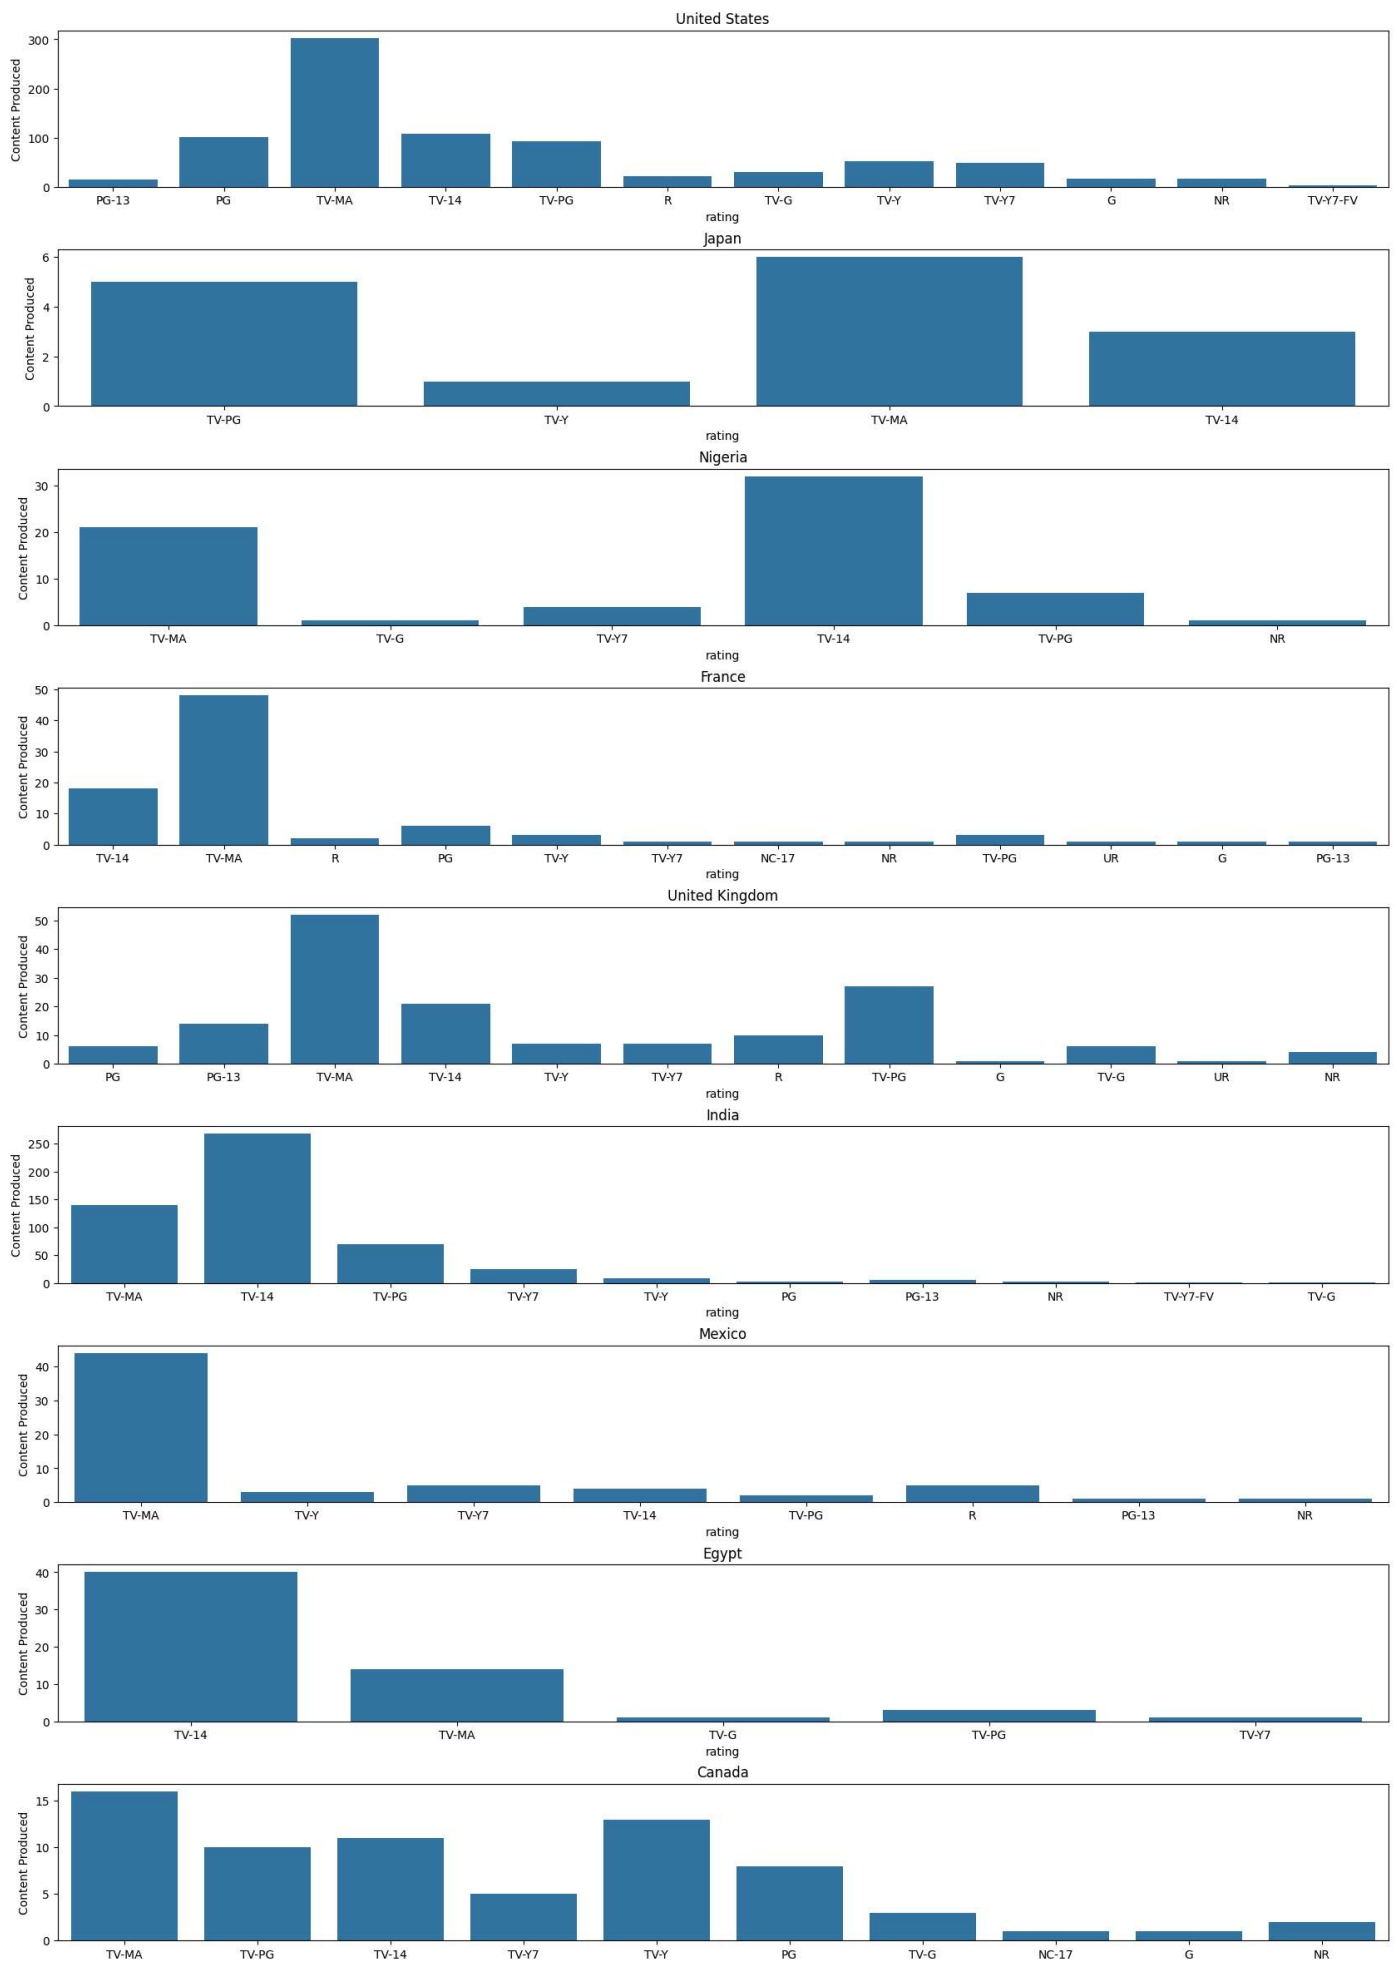 United States
Content Produced
300
200
100
0
PG-13 PG TV-MA TV-14 TV-PG R TV-G TV-Y TV-Y7 G NR TV-Y7-FV
rating
Japan
Content Produced
6
4
2
0
TV-PG TV-Y TV-MA TV-14
rating
Nigeria
Content Produced
30
20
10
0
TV-MA TV-G TV-Y7 TV-14 TV-PG NR
rating
France
Content Produced
50
40
30
20
10
0
TV-14 TV-MA R PG TV-Y TV-Y7 NC-17 NR TV-PG UR G PG-13
rating
United Kingdom
Content Produced
50
40
30
20
10
0
PG PG-13 TV-MA TV-14 TV-Y TV-Y7 R TV-PG G TV-G UR NR
rating
India
Content Produced
250
200
150
100
50
0
TV-MA TV-14 TV-PG TV-Y7 TV-Y PG PG-13 NR TV-Y7-FV TV-G
rating
Mexico
Content Produced
40
30
20
10
0
TV-MA TV-Y TV-Y7 TV-14 TV-PG R PG-13 NR
rating
Egypt
Content Produced
40
30
20
10
0
TV-14 TV-MA TV-G TV-PG TV-Y7
rating
Canada
Content Produced
15
10
5
0
TV-MA TV-PG TV-14 TV-Y7 TV-Y PG TV-G NC-17 G NR